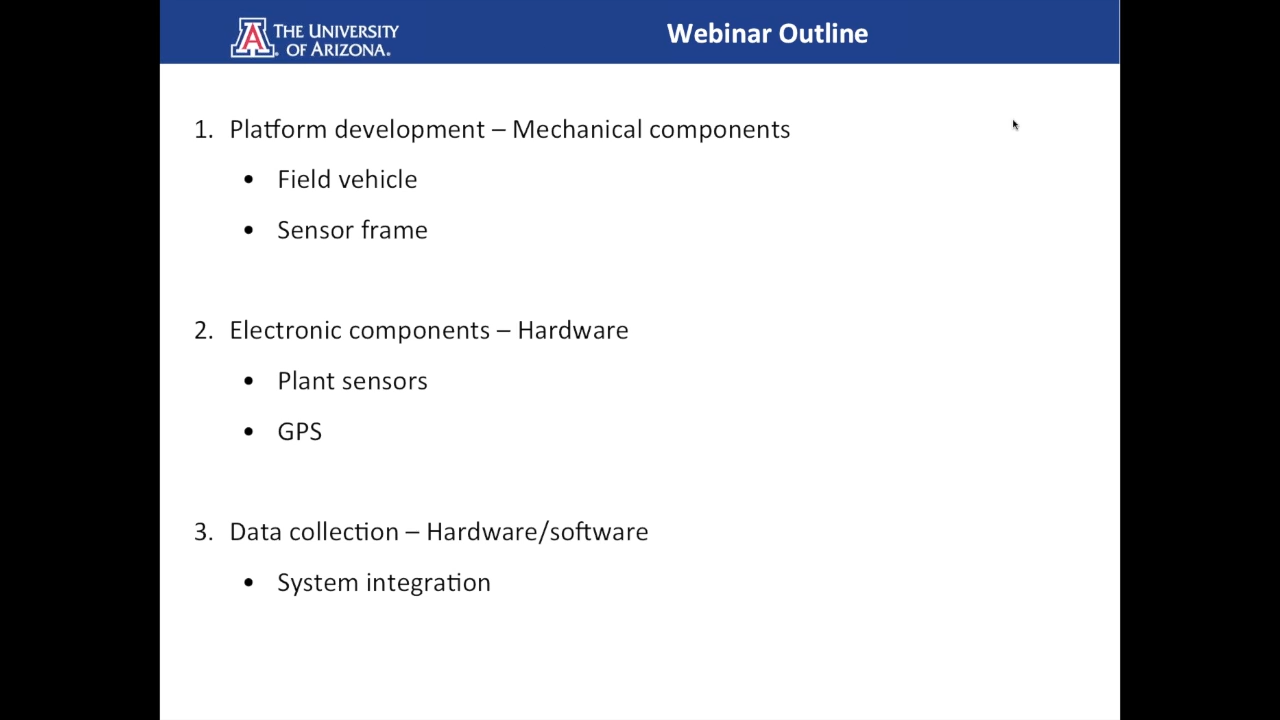 THE UNIVERSITY
OF ARIZONA.
Webinar Outline
1. Platform development – Mechanical components
• Field vehicle
• Sensor frame
2. Electronic components – Hardware
• Plant sensors
• GPS
3. Data collection – Hardware/software
• System integration